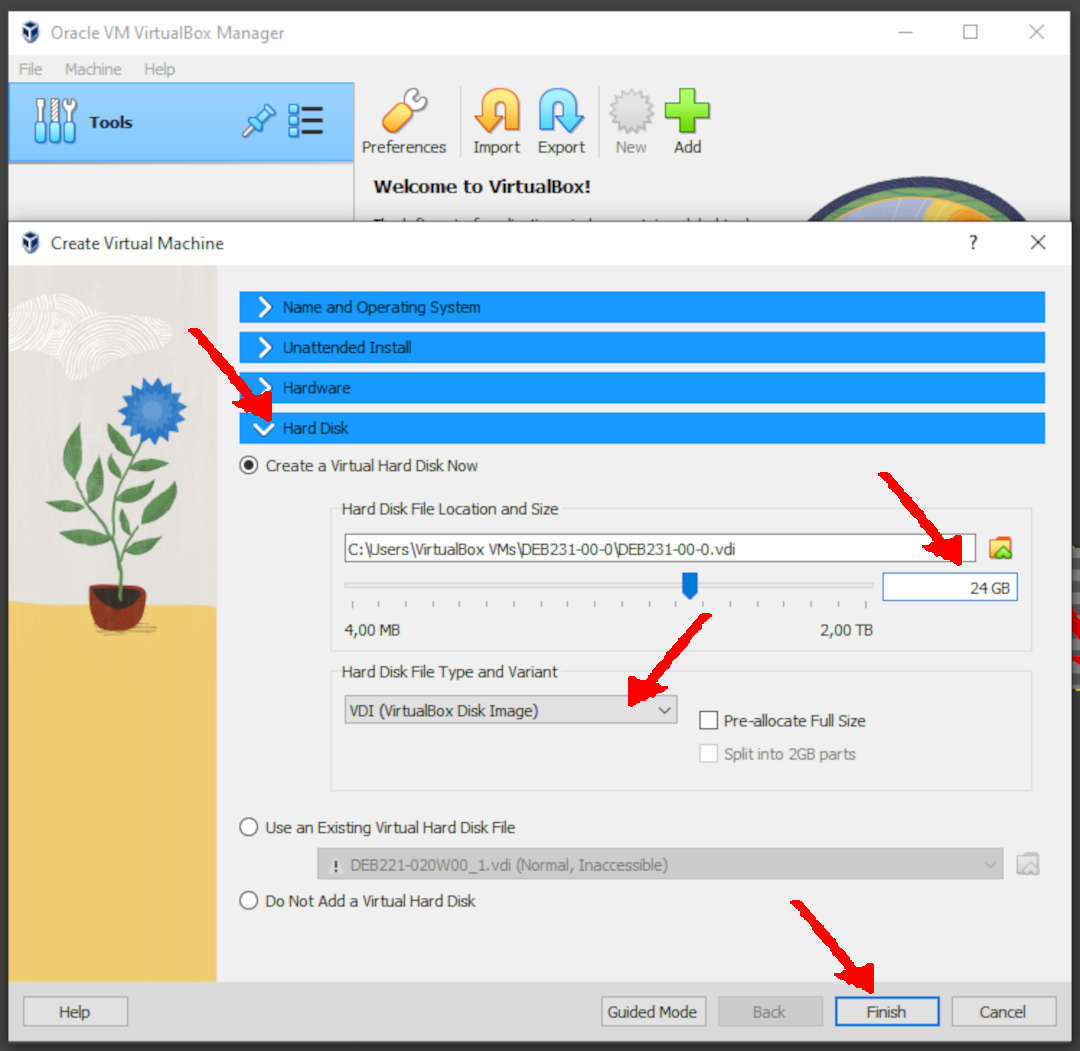 Oracle VM VirtualBox Manager
File Machine Help
Tools
Preferences Import Export New Add
Welcome to VirtualBox!
Create Virtual Machine ?
Name and Operating System
Unattended Install
Hardware
Hard Disk
Create a Virtual Hard Disk Now
Hard Disk File Location and Size
C:\Users\VirtualBox VMs\DEB231-00-0\DEB231-00-0.vdi
24 GB
4,00 MB 2,00 TB
Hard Disk File Type and Variant
VDI (VirtualBox Disk Image)
Pre-allocate Full Size
Split into 2GB parts
Use an Existing Virtual Hard Disk File
! DEB221-020W00_1.vdi (Normal, Inaccessible)
Do Not Add a Virtual Hard Disk
Help Guided Mode Back Finish Cancel